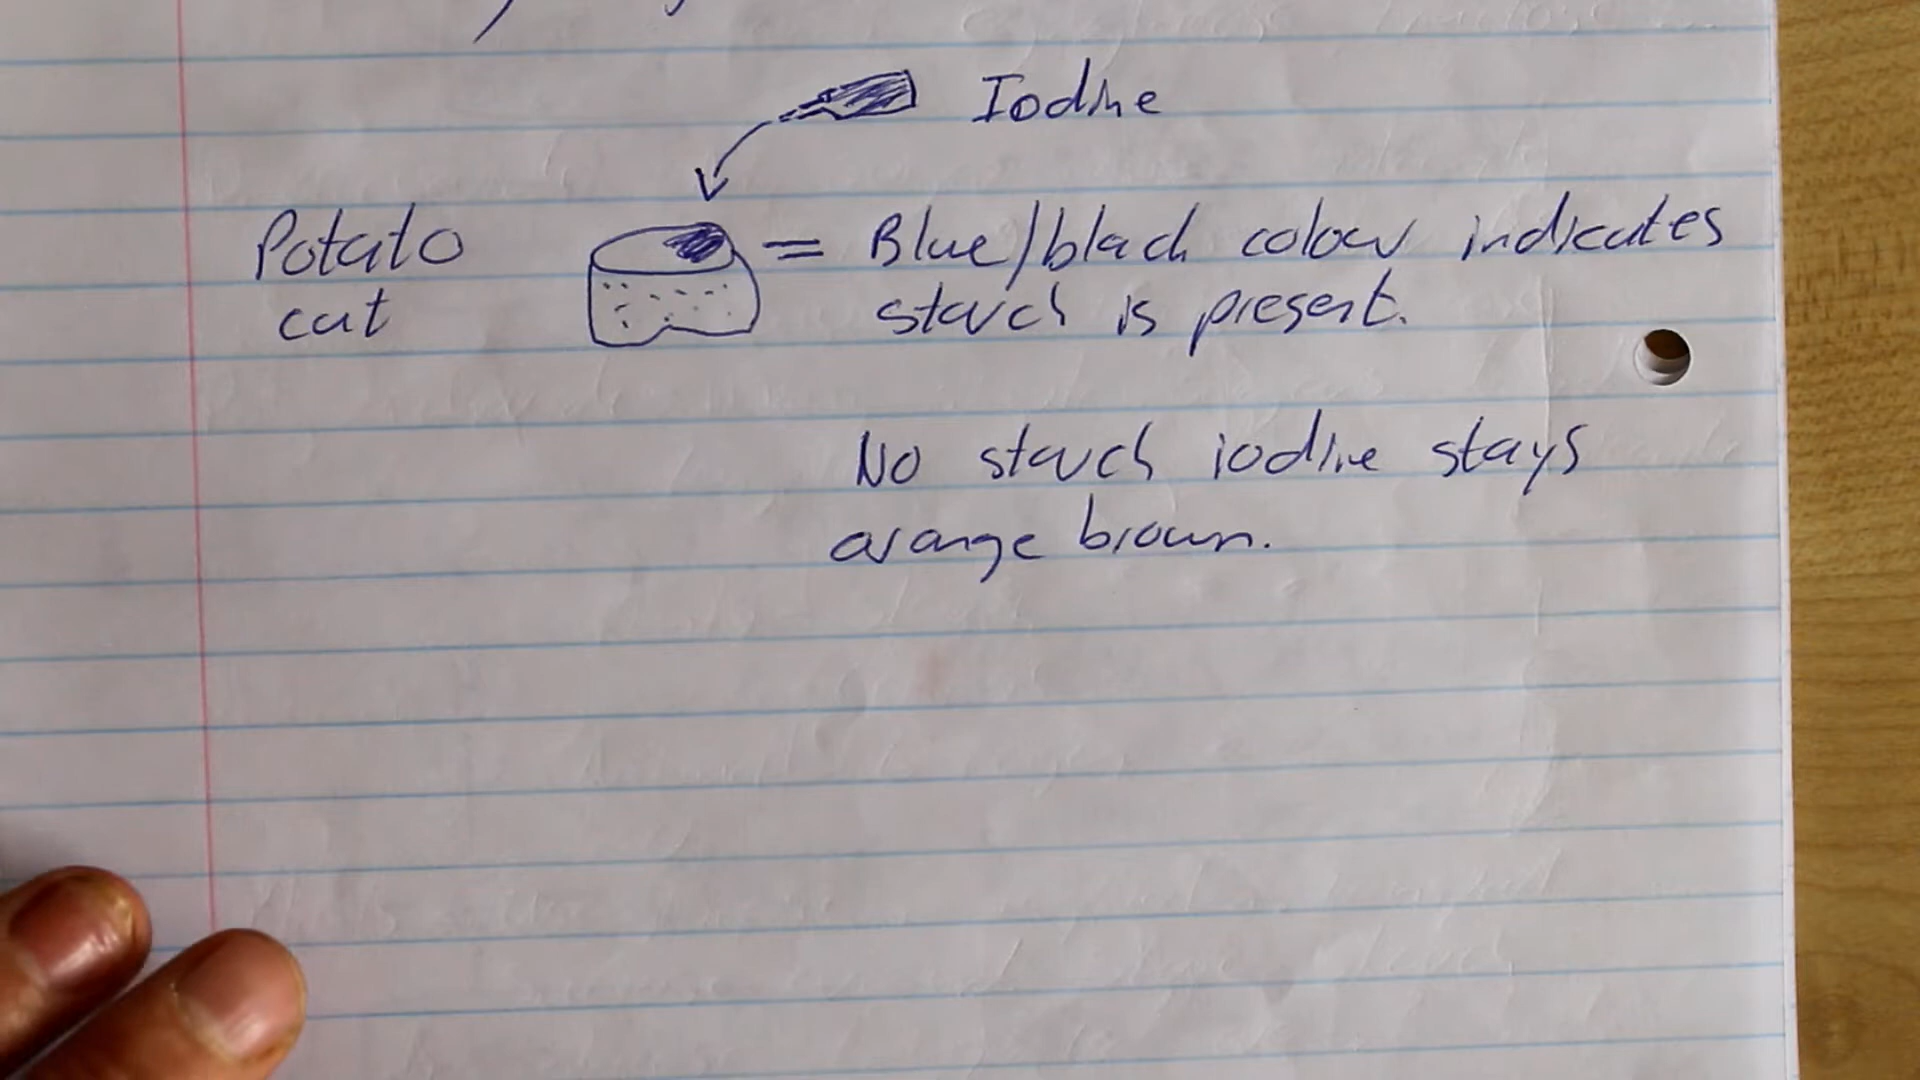 Iodine
Potato
cut
= Blue/black colour indicates
starch is present.
No starch iodine stays
orange brown.